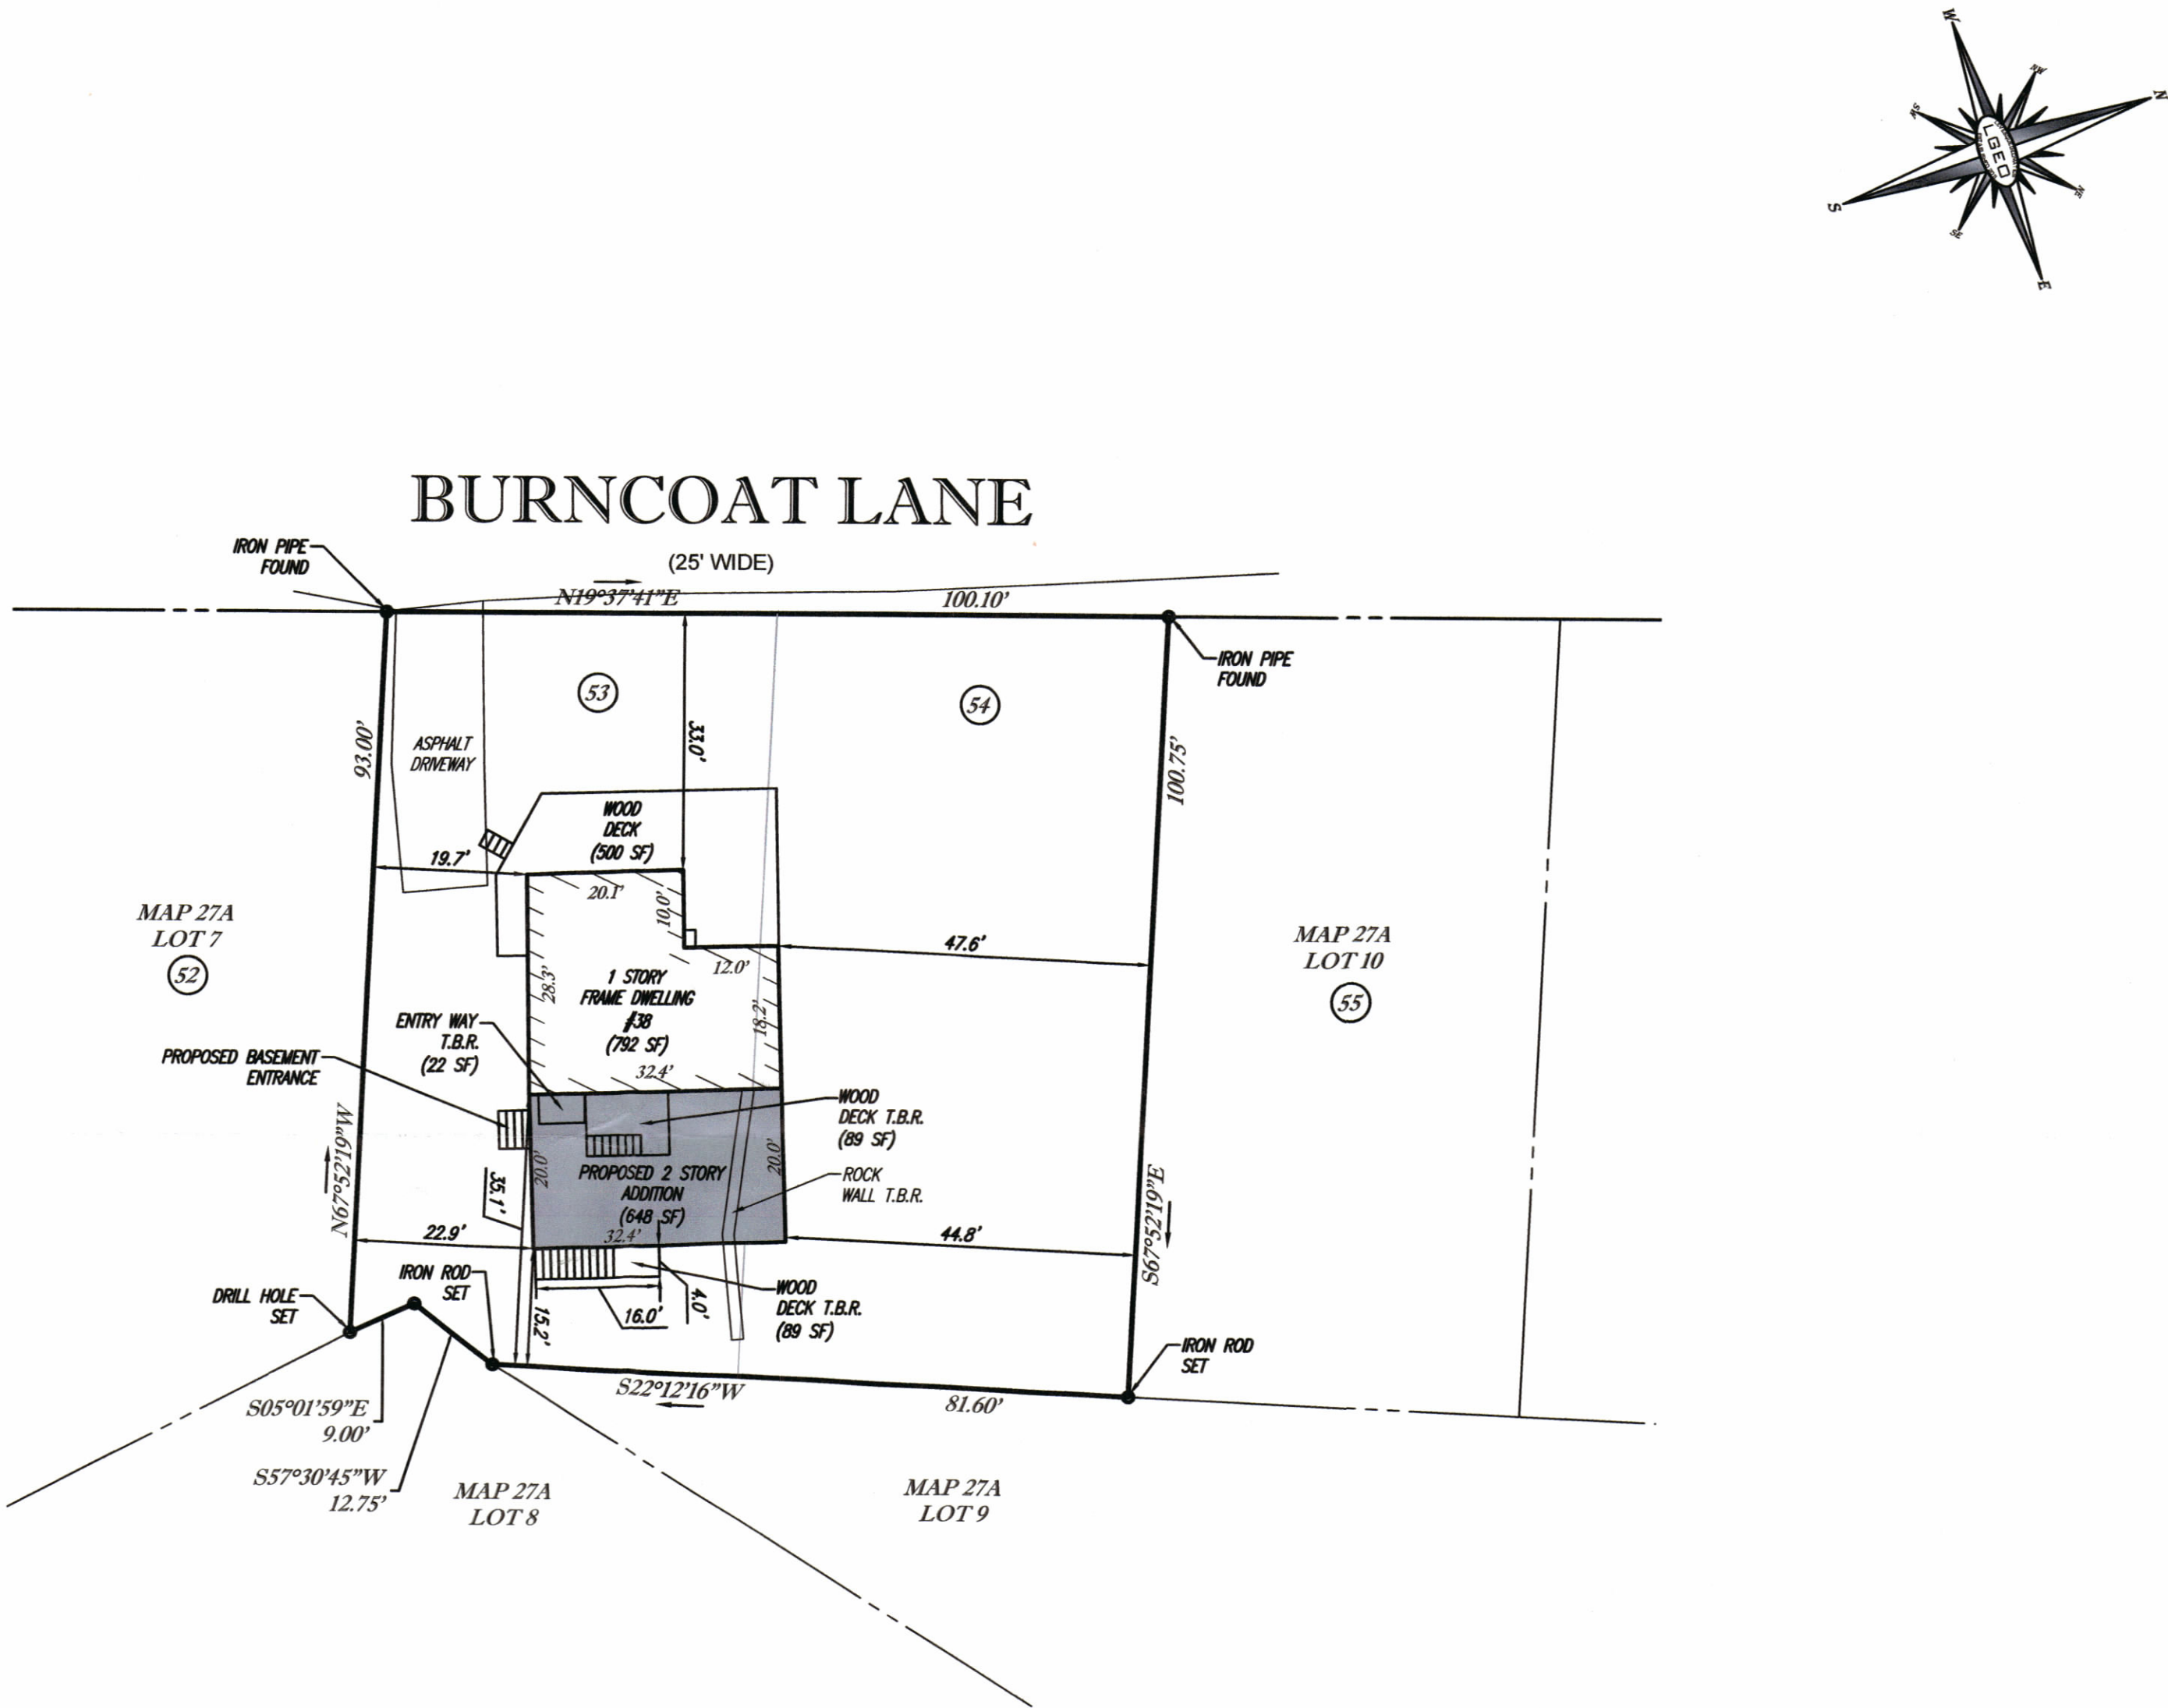 W
NW
N
SW
LGEO
NE
S
SE
E
BURNCOAT LANE
(25' WIDE)
IRON PIPE
FOUND
N19°37'41"E
100.10'
IRON PIPE
FOUND
53
54
93.00'
ASPHALT
DRIVEWAY
33.0'
100.75'
WOOD
DECK
(500 SF)
19.7'
20.1'
10.0'
MAP 27A
LOT 7
52
47.6'
12.0'
MAP 27A
LOT 10
55
28.3'
1 STORY
FRAME DWELLING
#38
(792 SF)
18.2'
32.4'
ENTRY WAY
T.B.R.
(22 SF)
PROPOSED BASEMENT
ENTRANCE
WOOD
DECK T.B.R.
(89 SF)
N67°52'19"W
20.0'
20.0'
PROPOSED 2 STORY
ADDITION
(648 SF)
32.4'
ROCK
WALL T.B.R.
35.1'
S67°52'19"E
22.9'
44.8'
IRON ROD
SET
DRILL HOLE
SET
15.2'
16.0'
4.0'
WOOD
DECK T.B.R.
(89 SF)
IRON ROD
SET
S22°12'16"W
81.60'
S05°01'59"E
9.00'
S57°30'45"W
12.75'
MAP 27A
LOT 8
MAP 27A
LOT 9